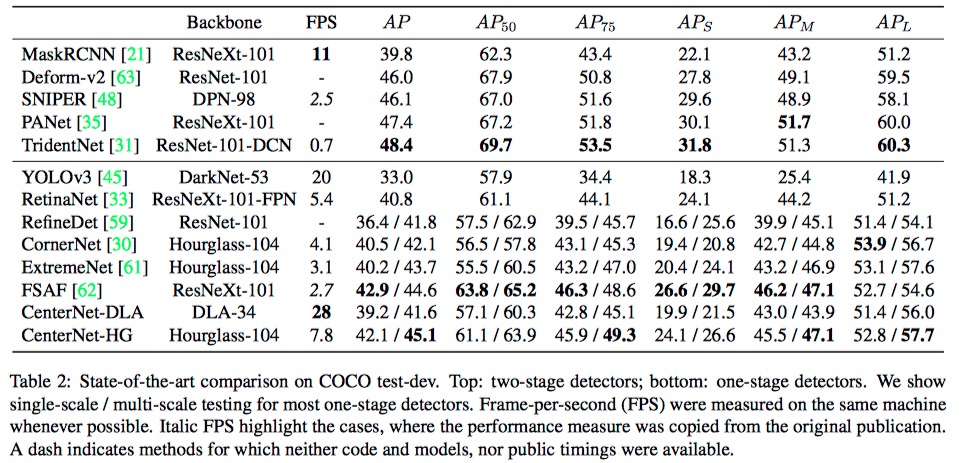 Backbone FPS AP AP50 AP75 APS APM APL
MaskRCNN [21] ResNeXt-101 11 39.8 62.3 43.4 22.1 43.2 51.2
Deform-v2 [63] ResNet-101 - 46.0 67.9 50.8 27.8 49.1 59.5
SNIPER [48] DPN-98 2.5 46.1 67.0 51.6 29.6 48.9 58.1
PANet [35] ResNeXt-101 - 47.4 67.2 51.8 30.1 51.7 60.0
TridentNet [31] ResNet-101-DCN 0.7 48.4 69.7 53.5 31.8 51.3 60.3
YOLOv3 [45] DarkNet-53 20 33.0 57.9 34.4 18.3 25.4 41.9
RetinaNet [33] ResNeXt-101-FPN 5.4 40.8 61.1 44.1 24.1 44.2 51.2
RefineDet [59] ResNet-101 - 36.4 / 41.8 57.5 / 62.9 39.5 / 45.7 16.6 / 25.6 39.9 / 45.1 51.4 / 54.1
CornerNet [30] Hourglass-104 4.1 40.5 / 42.1 56.5 / 57.8 43.1 / 45.3 19.4 / 20.8 42.7 / 44.8 53.9 / 56.7
ExtremeNet [61] Hourglass-104 3.1 40.2 / 43.7 55.5 / 60.5 43.2 / 47.0 20.4 / 24.1 43.2 / 46.9 53.1 / 57.6
FSAF [62] ResNeXt-101 2.7 42.9 / 44.6 63.8 / 65.2 46.3 / 48.6 26.6 / 29.7 46.2 / 47.1 52.7 / 54.6
CenterNet-DLA DLA-34 28 39.2 / 41.6 57.1 / 60.3 42.8 / 45.1 19.9 / 21.5 43.0 / 43.9 51.4 / 56.0
CenterNet-HG Hourglass-104 7.8 42.1 / 45.1 61.1 / 63.9 45.9 / 49.3 24.1 / 26.6 45.5 / 47.1 52.8 / 57.7
Table 2: State-of-the-art comparison on COCO test-dev. Top: two-stage detectors; bottom: one-stage detectors. We show
single-scale / multi-scale testing for most one-stage detectors. Frame-per-second (FPS) were measured on the same machine
whenever possible. Italic FPS highlight the cases, where the performance measure was copied from the original publication.
A dash indicates methods for which neither code and models, nor public timings were available.